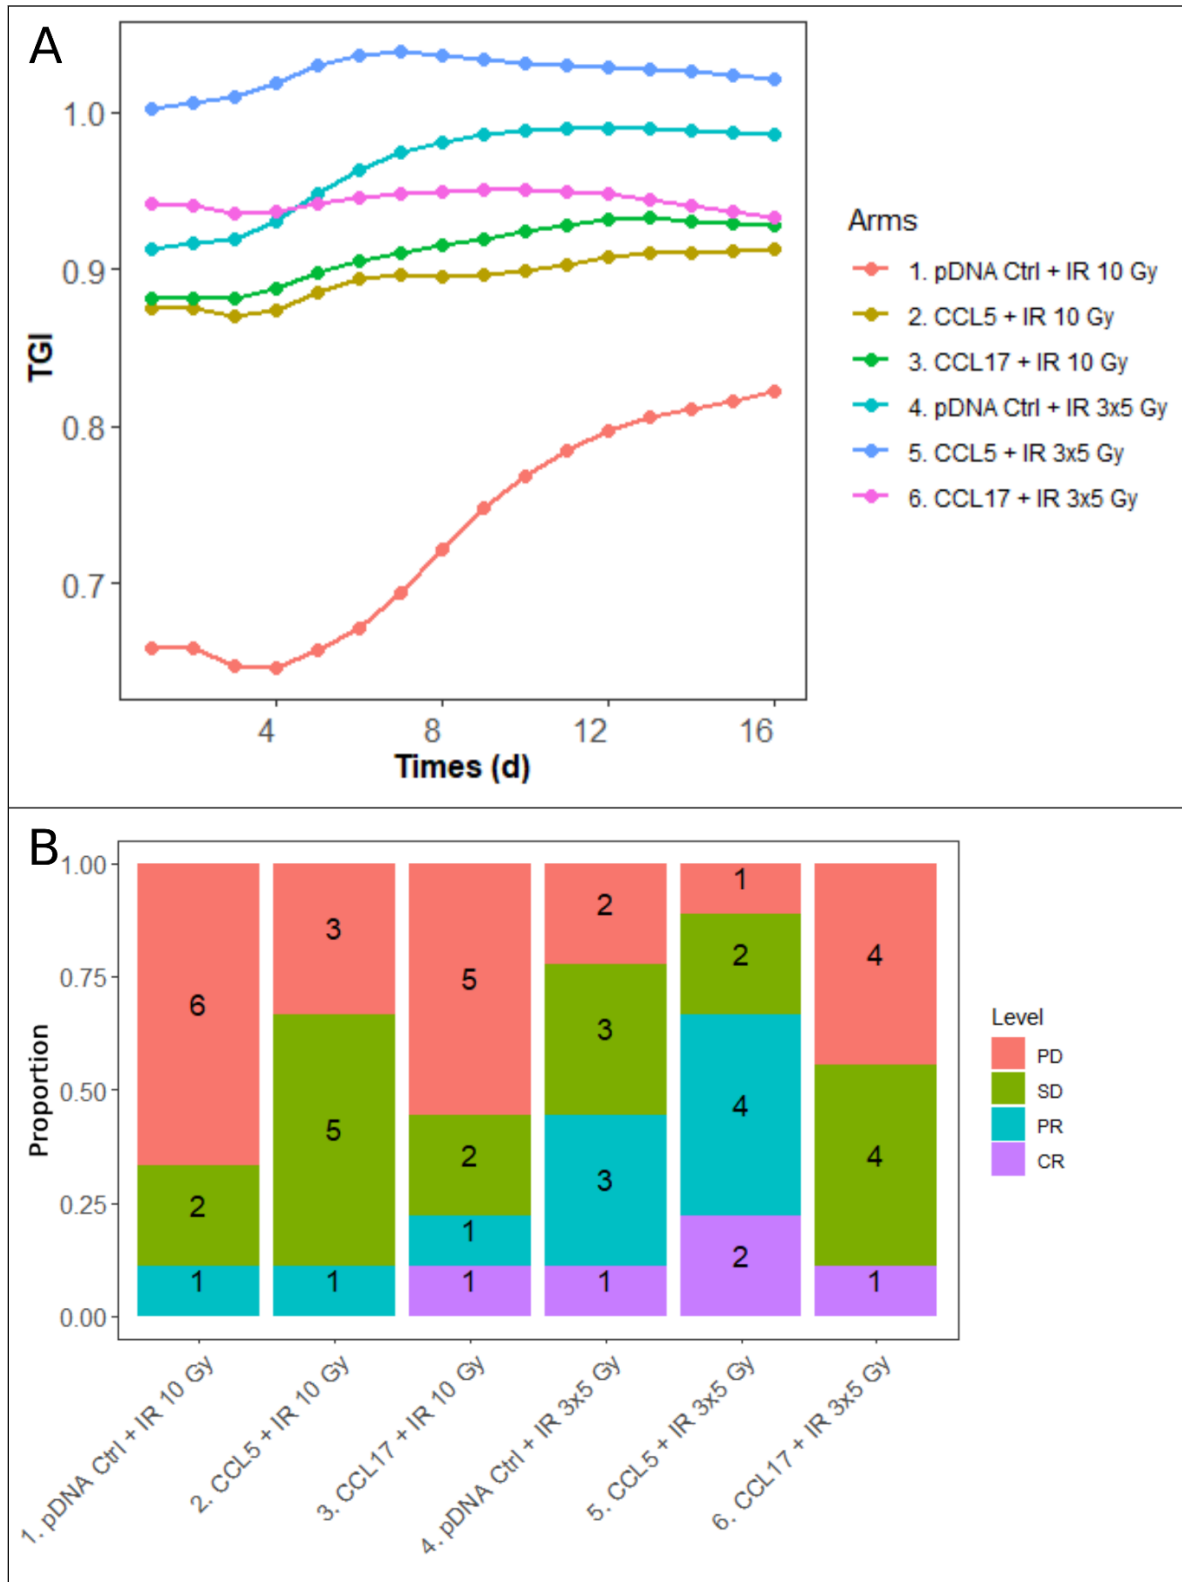 A
1.0
0.9
0.8
0.7
TGI
4 8 12 16
Times (d)
Arms
1. pDNA Ctrl + IR 10 Gy
2. CCL5 + IR 10 Gy
3. CCL17 + IR 10 Gy
4. pDNA Ctrl + IR 3x5 Gy
5. CCL5 + IR 3x5 Gy
6. CCL17 + IR 3x5 Gy
B
1.00
0.75
0.50
0.25
0.00
Proportion
6
2
1
3
5
1
5
2
1
1
2
3
3
1
1
2
4
2
4
4
1
1. pDNA Ctrl + IR 10 Gy
2. CCL5 + IR 10 Gy
3. CCL17 + IR 10 Gy
4. pDNA Ctrl + IR 3x5 Gy
5. CCL5 + IR 3x5 Gy
6. CCL17 + IR 3x5 Gy
Level
PD
SD
PR
CR